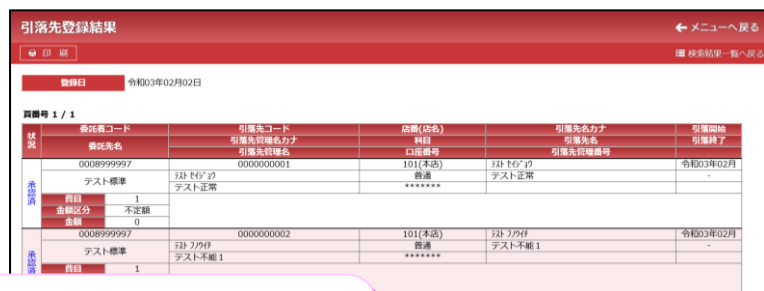 引落先登録結果
← メニューへ戻る
印 刷
検索結果一覧へ戻る
登録日 令和03年02月02日
頁番号 1 / 1
状況 委託者コード 引落先コード 店番(店名) 引落先名カナ 引落開始
引落先管理名カナ 科目 引落先名 引落終了
委託先名 引落先管理名 口座番号 引落先管理番号
0008999997 0000000001 101(本店) ﾃｽﾄ ｾｲｼﾞｮｳ 令和03年02月
承認済 テスト標準 ﾃｽﾄ ｾｲｼﾞｮｳ 普通 テスト正常 -
テスト正常 *******
費目 1
金額区分 不定額
金額 0
0008999997 0000000002 101(本店) ﾃｽﾄ ﾌﾉｳｲﾁ 令和03年02月
承認済 テスト標準 ﾃｽﾄ ﾌﾉｳｲﾁ 普通 テスト不能１ -
テスト不能１ *******
費目 1